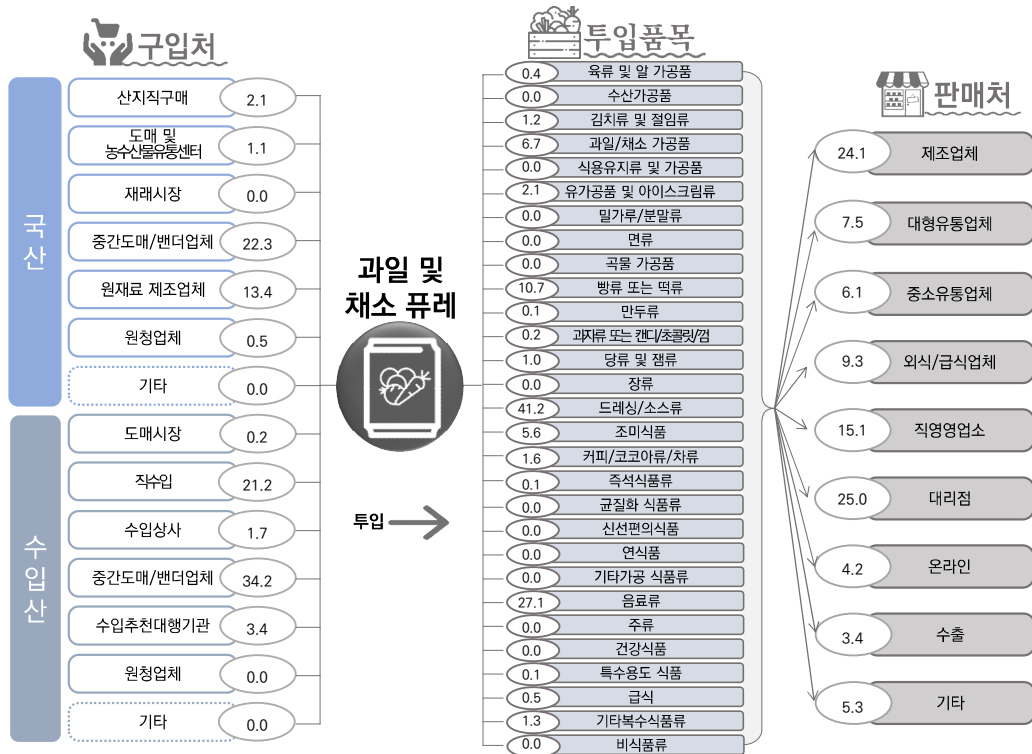 구입처
국산
산지직구매 2.1
도매 및
농수산물유통센터 1.1
재래시장 0.0
중간도매/밴더업체 22.3
원재료 제조업체 13.4
원청업체 0.5
기타 0.0
수입산
도매시장 0.2
직수입 21.2
수입상사 1.7
중간도매/밴더업체 34.2
수입추천대행기관 3.4
원청업체 0.0
기타 0.0
과일 및
채소 퓨레
투입
투입품목
0.4 육류 및 알 가공품
0.0 수산가공품
1.2 김치류 및 절임류
6.7 과일/채소 가공품
0.0 식용유지류 및 가공품
2.1 유가공품 및 아이스크림류
0.0 밀가루/분말류
0.0 면류
0.0 곡물 가공품
10.7 빵류 또는 떡류
0.1 만두류
0.2 과자류 또는 캔디/초콜릿/껌
1.0 당류 및 잼류
0.0 장류
41.2 드레싱/소스류
5.6 조미식품
1.6 커피/코코아류/차류
0.1 즉석식품류
0.0 균질화 식품류
0.0 신선편의식품
0.0 연식품
0.0 기타가공 식품류
27.1 음료류
0.0 주류
0.0 건강식품
0.1 특수용도 식품
0.5 급식
1.3 기타복수식품류
0.0 비식품류
판매처
24.1 제조업체
7.5 대형유통업체
6.1 중소유통업체
9.3 외식/급식업체
15.1 직영영업소
25.0 대리점
4.2 온라인
3.4 수출
5.3 기타